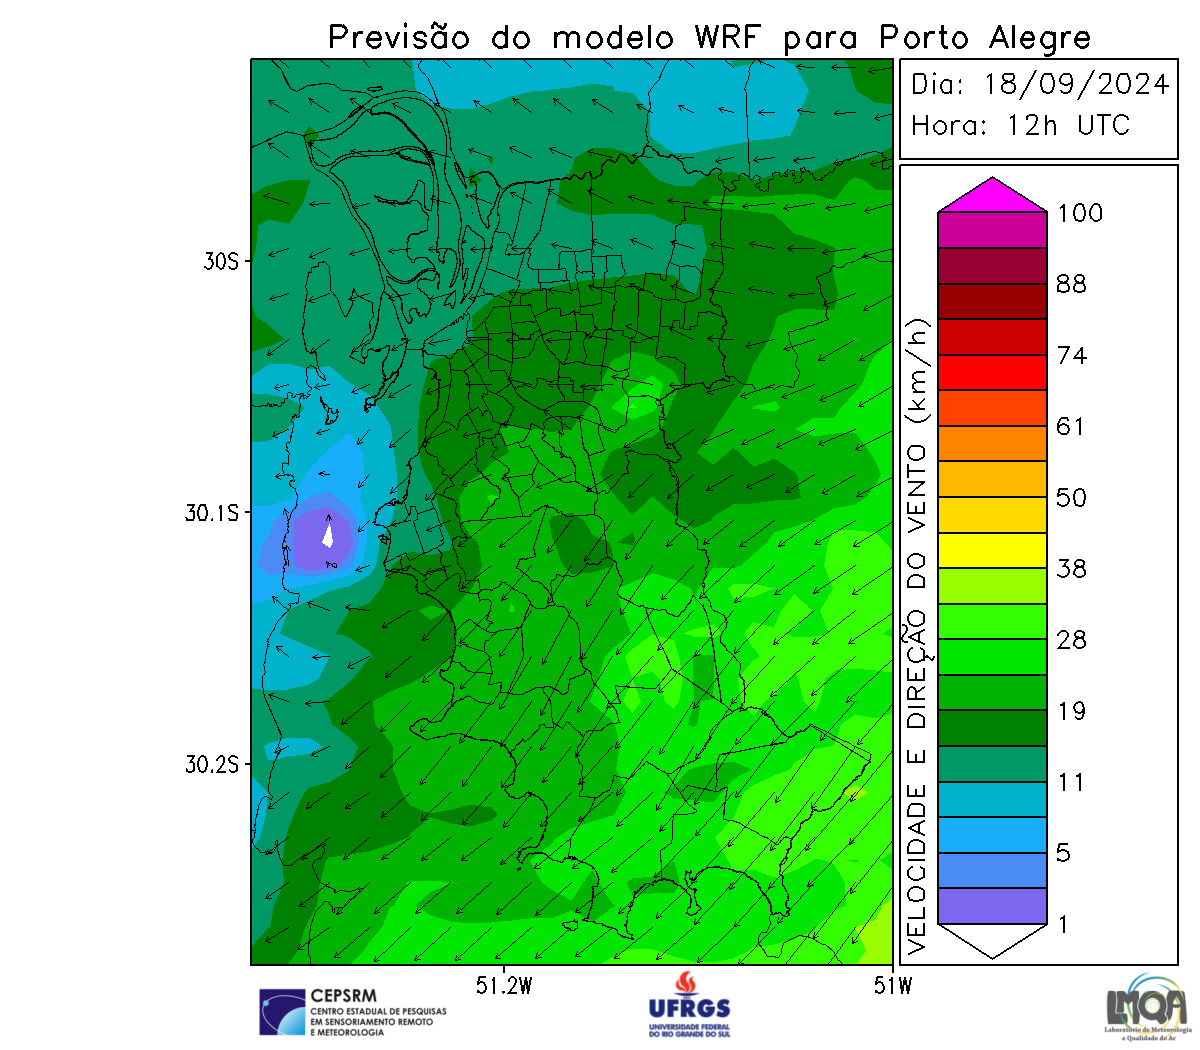 Previsão do modelo WRF para Porto Alegre
Dia: 18/09/2024
Hora: 12h UTC
30S
30.1S
30.2S
51.2W
51W
VELOCIDADE E DIREÇÃO DO VENTO (km/h)
100
88
74
61
50
38
28
19
11
5
1
CEPSRM
CENTRO ESTADUAL DE PESQUISAS
EM SENSORIAMENTO REMOTO
E METEOROLOGIA
UFRGS
UNIVERSIDADE FEDERAL
DO RIO GRANDE DO SUL
LMQA
Laboratório de Meteorologia
e Qualidade do Ar